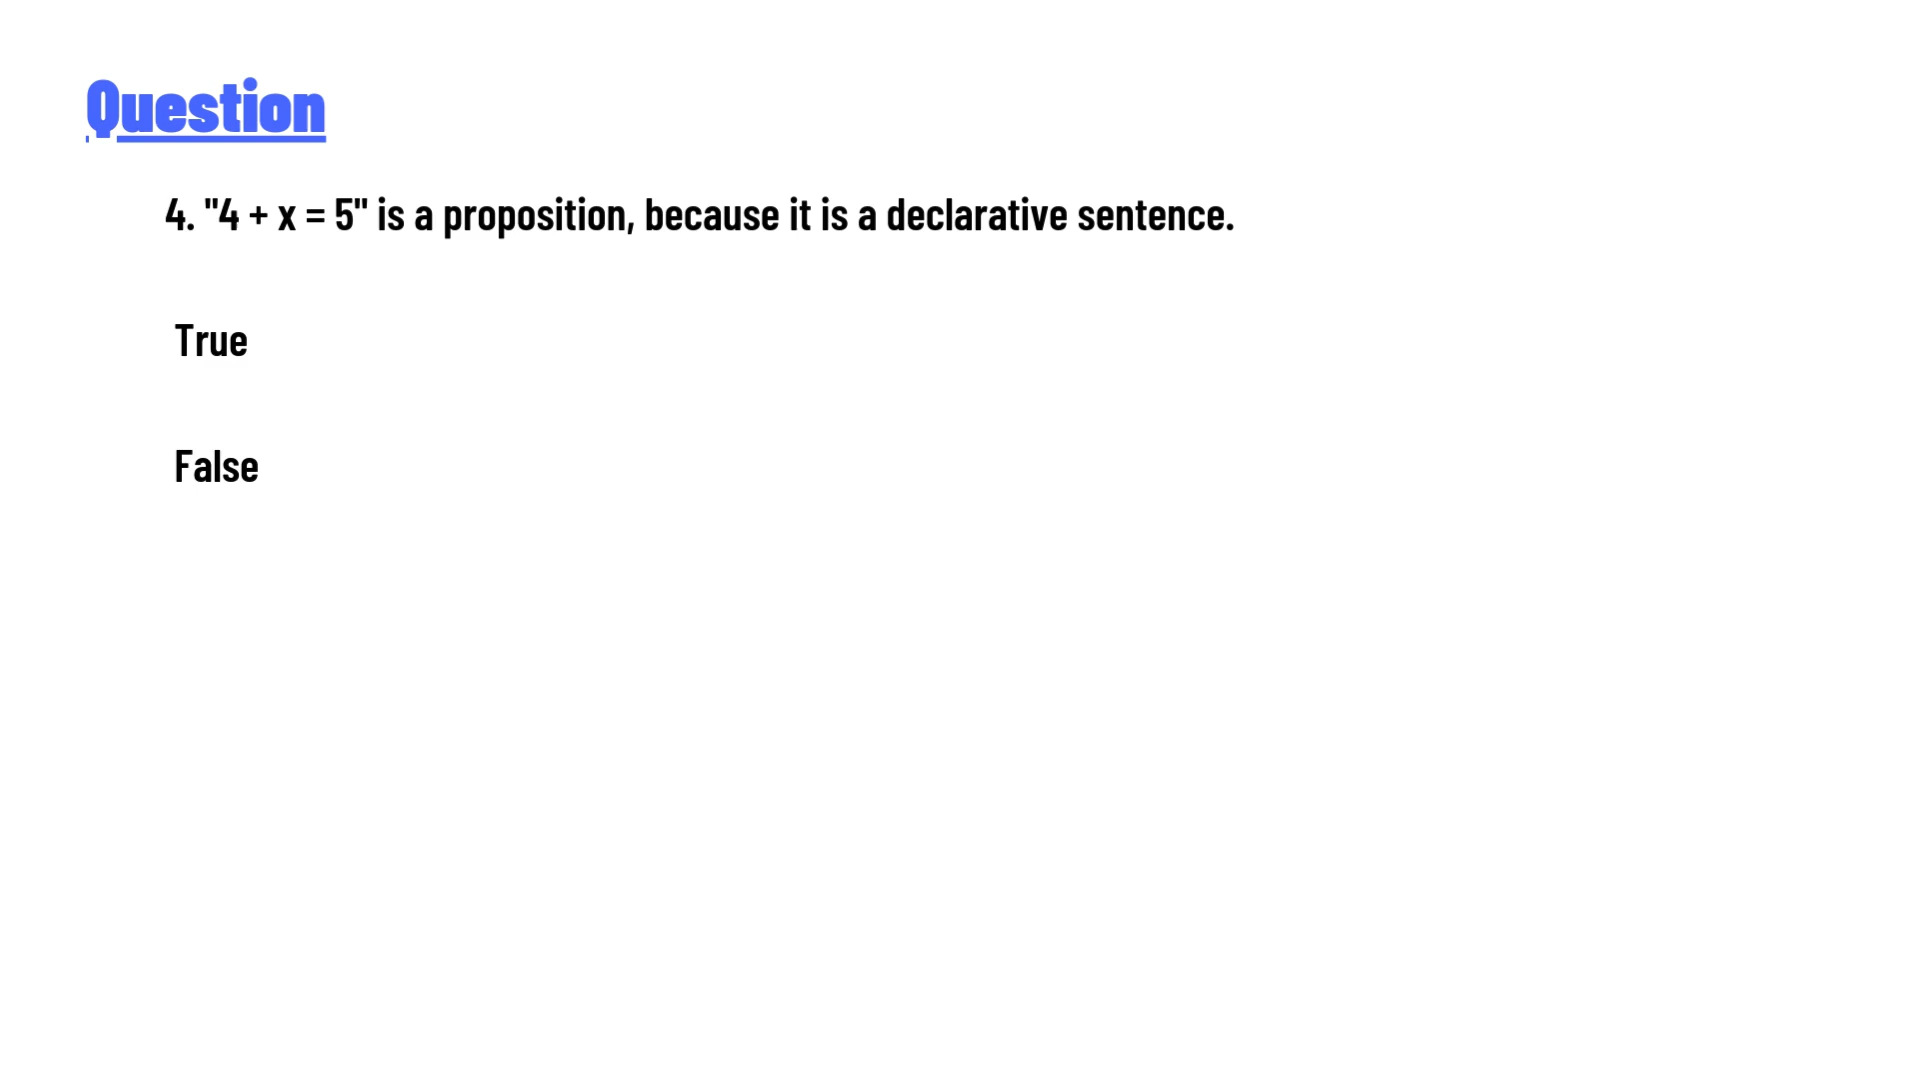 Question
4. "4 + x = 5" is a proposition, because it is a declarative sentence.
True
False